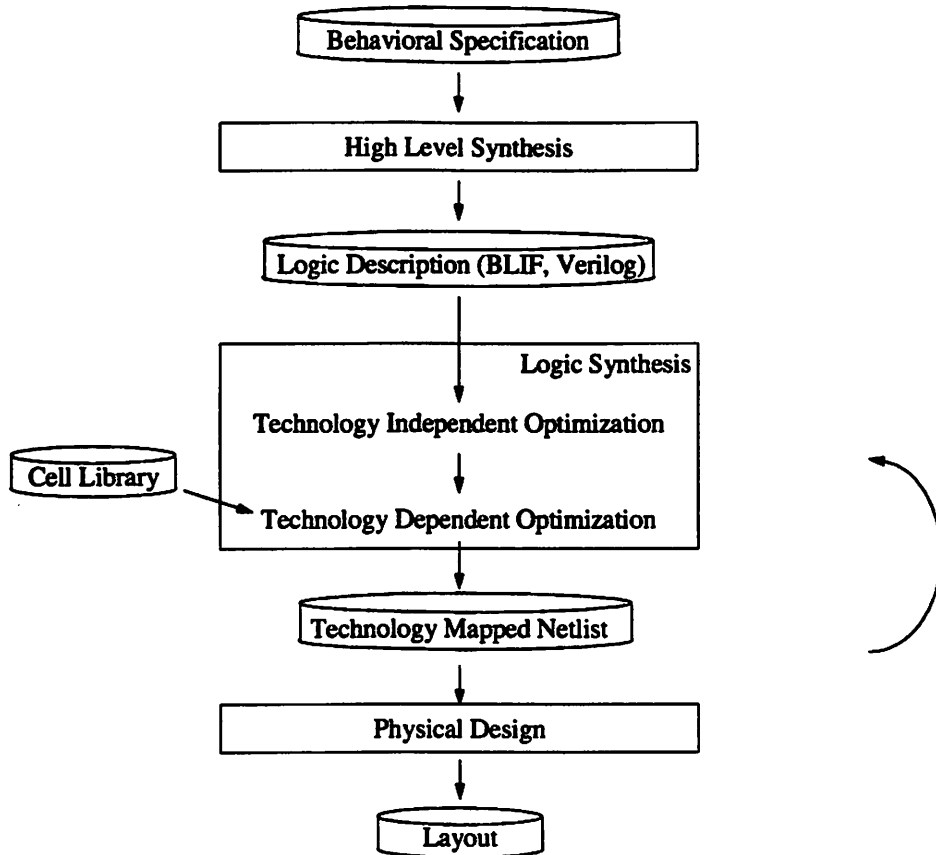 Behavioral Specification
High Level Synthesis
Logic Description (BLIF, Verilog)
Logic Synthesis
Technology Independent Optimization
Cell Library
Technology Dependent Optimization
Technology Mapped Netlist
Physical Design
Layout